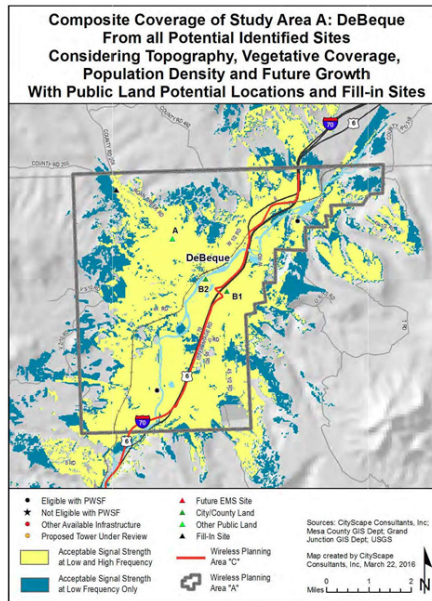 Composite Coverage of Study Area A: DeBeque
From all Potential Identified Sites
Considering Topography, Vegetative Coverage,
Population Density and Future Growth
With Public Land Potential Locations and Fill-in Sites
70
6
A
DeBeque
B2
B1
6
70
6
Eligible with PWSF
Not Eligible with PWSF
Other Available Infrastructure
Proposed Tower Under Review
Future EMS Site
City/County Land
Other Public Land
Fill-In Site
Acceptable Signal Strength
at Low and High Frequency
Acceptable Signal Strength
at Low Frequency Only
Wireless Planning
Area "C"
Wireless Planning
Area "A"
Sources: CityScape Consultants, Inc;
Mesa County GIS Dept; Grand
Junction GIS Dept; USGS
Map created by CityScape
Consultants, Inc, March 22, 2016
N
0 1 2
Miles